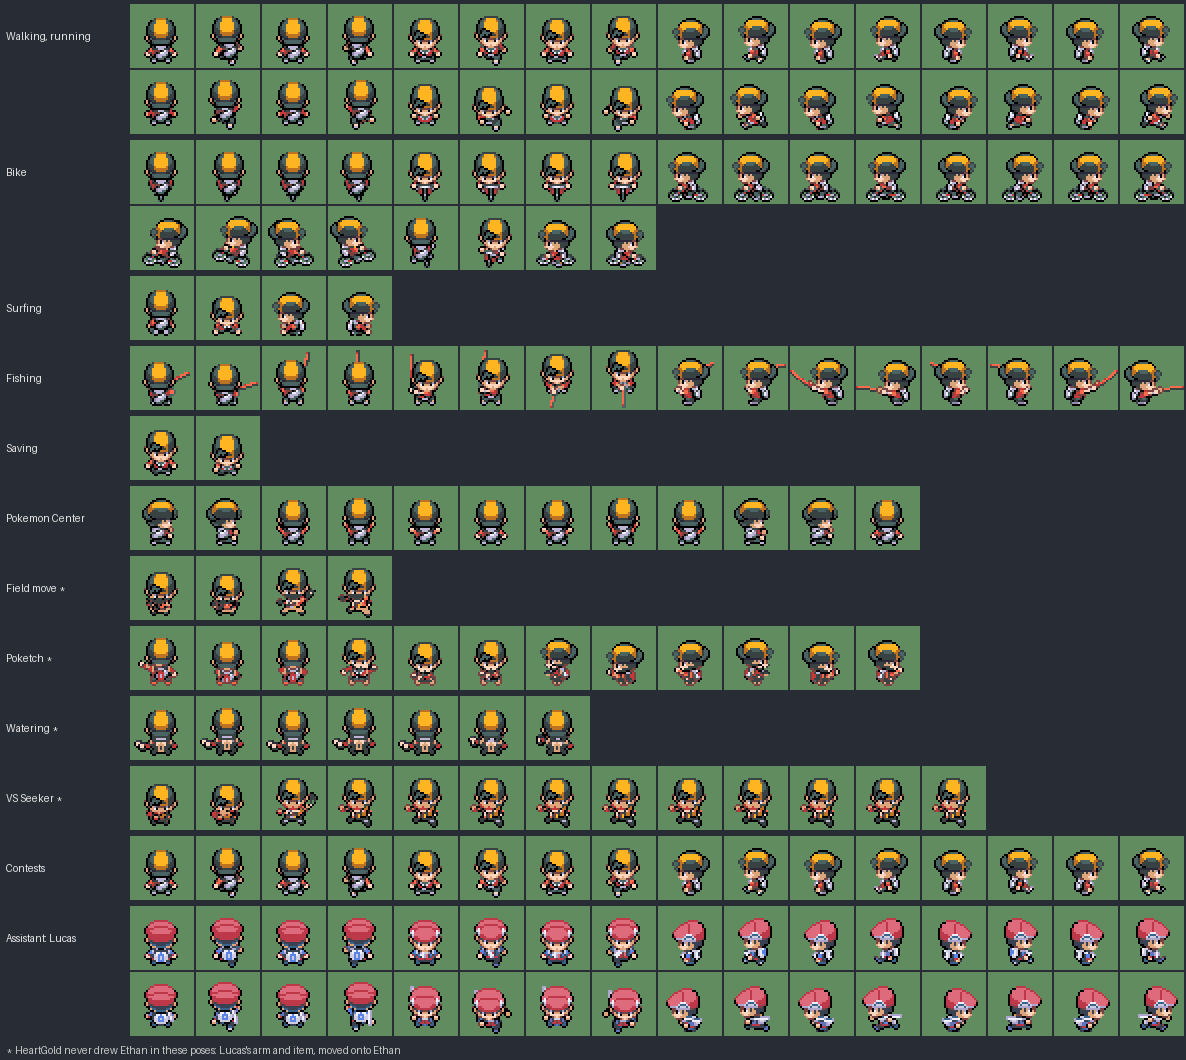 Walking, running
Bike
Surfing
Fishing
Saving
Pokemon Center
Field move *
Poketch *
Watering *
VS Seeker *
Contests
Assistant: Lucas
* HeartGold never drew Ethan in these poses: Lucas's arm and item, moved onto Ethan